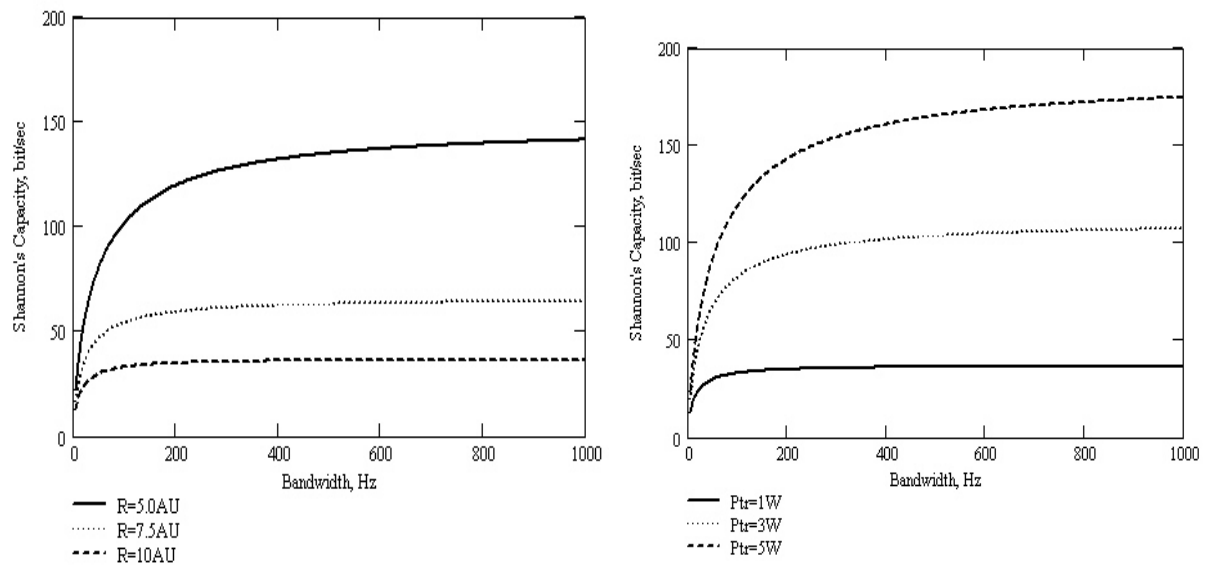 200
150
100
50
0
Shannon's Capacity, bit/sec
0 200 400 600 800 1000
Bandwidth, Hz
R=5.0AU
R=7.5AU
R=10AU
200
150
100
50
0
Shannon's Capacity, bit/sec
0 200 400 600 800 1000
Bandwidth, Hz
Ptr=1W
Ptr=3W
Ptr=5W